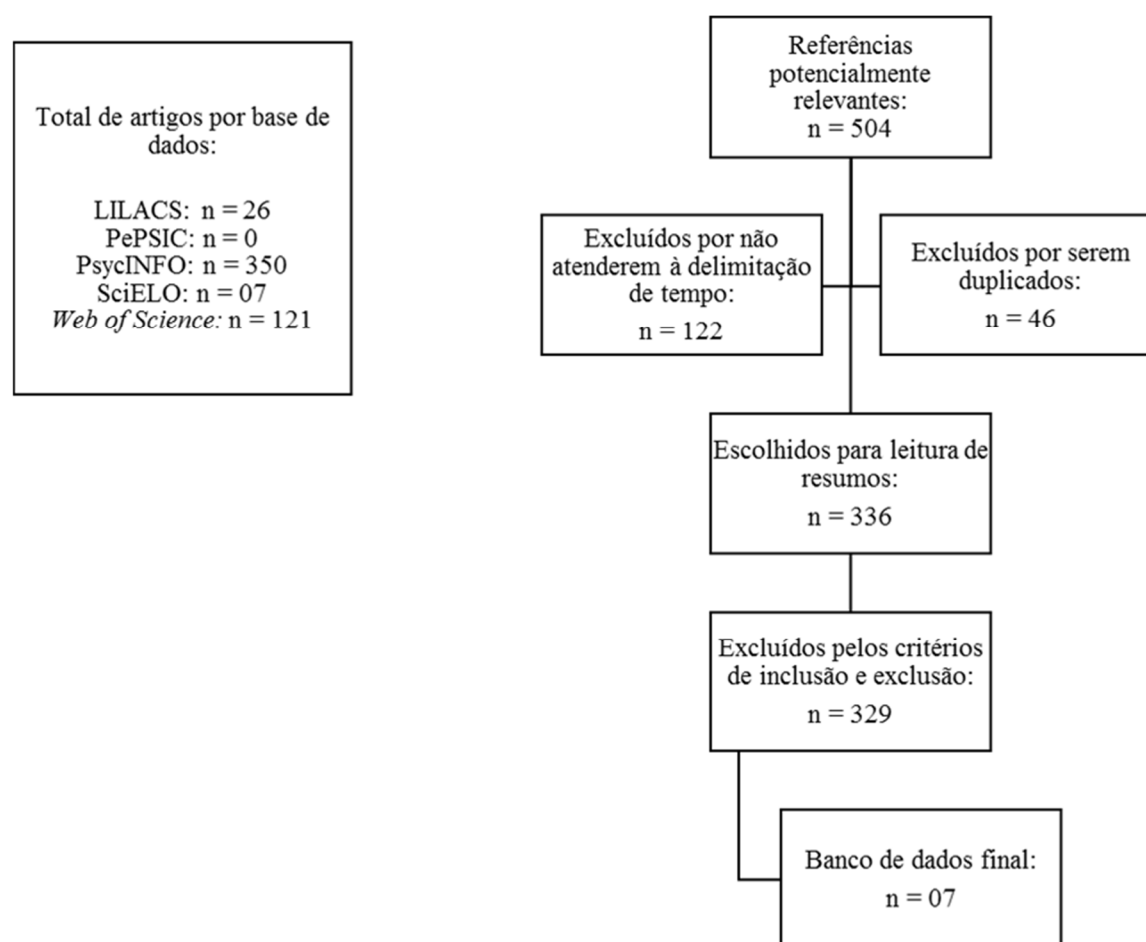 Total de artigos por base de
dados:
LILACS: n = 26
PePSIC: n = 0
PsycINFO: n = 350
SciELO: n = 07
Web of Science: n = 121
Referências
potencialmente
relevantes:
n = 504
Excluídos por não
atenderem à delimitação
de tempo:
n = 122
Excluídos por serem
duplicados:
n = 46
Escolhidos para leitura de
resumos:
n = 336
Excluídos pelos critérios
de inclusão e exclusão:
n = 329
Banco de dados final:
n = 07